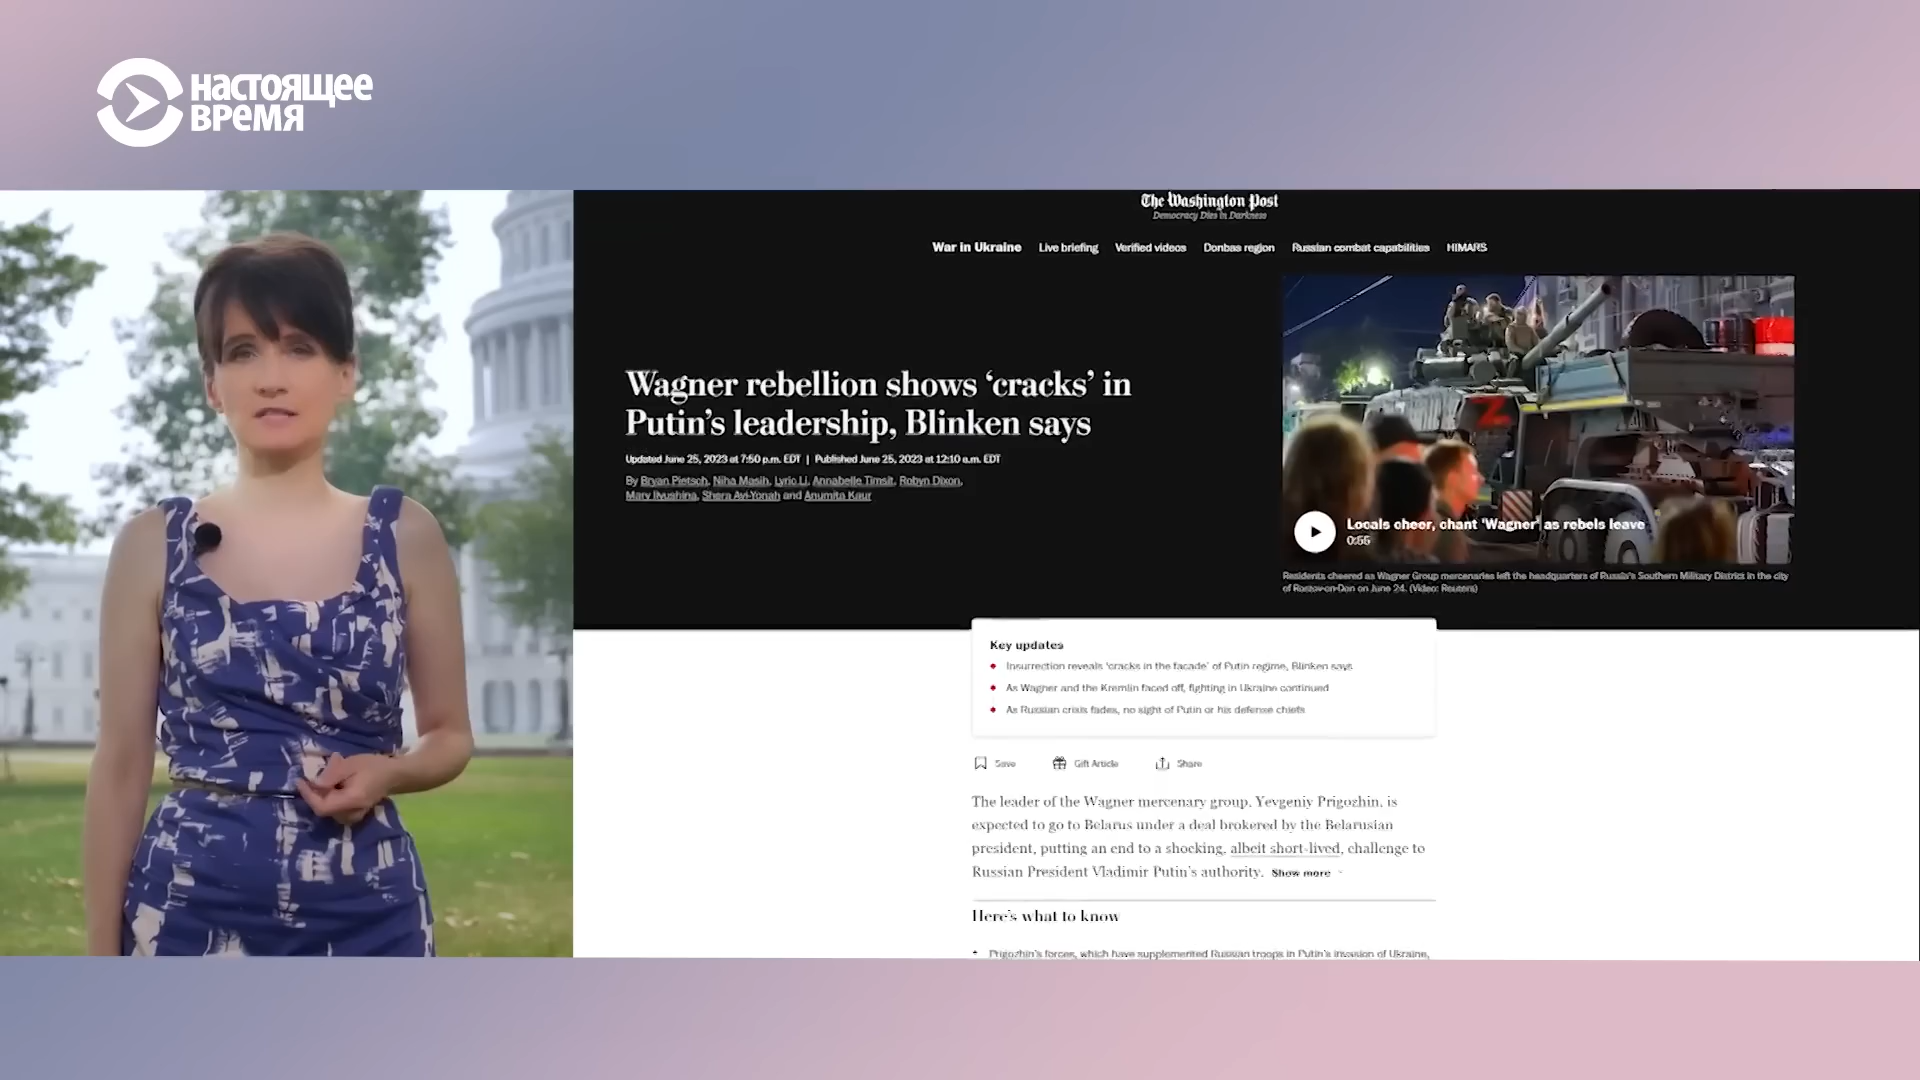 НАСТОЯЩЕЕ
ВРЕМЯ
The Washington Post
Democracy Dies in Darkness
War in Ukraine Live briefing Verified videos Donbas region Russian combat capabilities HIMARS
Wagner rebellion shows ‘cracks’ in
Putin’s leadership, Blinken says
Updated June 25, 2023 at 7:50 p.m. EDT | Published June 25, 2023 at 12:10 a.m. EDT
By Bryan Pietsch, Niha Masih, Lyric Li, Annabelle Timsit, Robyn Dixon,
Mary Ilyushina, Shera Avi-Yonah and Anumita Kaur
Z
Locals cheer, chant ‘Wagner’ as rebels leave
0:55
Residents cheered as Wagner Group mercenaries left the headquarters of Russia’s Southern Military District in the city
of Rostov-on-Don on June 24. (Video: Reuters)
Key updates
Insurrection reveals ‘cracks in the facade’ of Putin regime, Blinken says
As Wagner and the Kremlin faced off, fighting in Ukraine continued
As Russian crisis fades, no sight of Putin or his defense chiefs
Save Gift Article Share
The leader of the Wagner mercenary group, Yevgeniy Prigozhin, is
expected to go to Belarus under a deal brokered by the Belarusian
president, putting an end to a shocking, albeit short-lived, challenge to
Russian President Vladimir Putin’s authority. Show more
Here’s what to know
Prigozhin’s forces, which have supplemented Russian troops in Putin’s invasion of Ukraine,